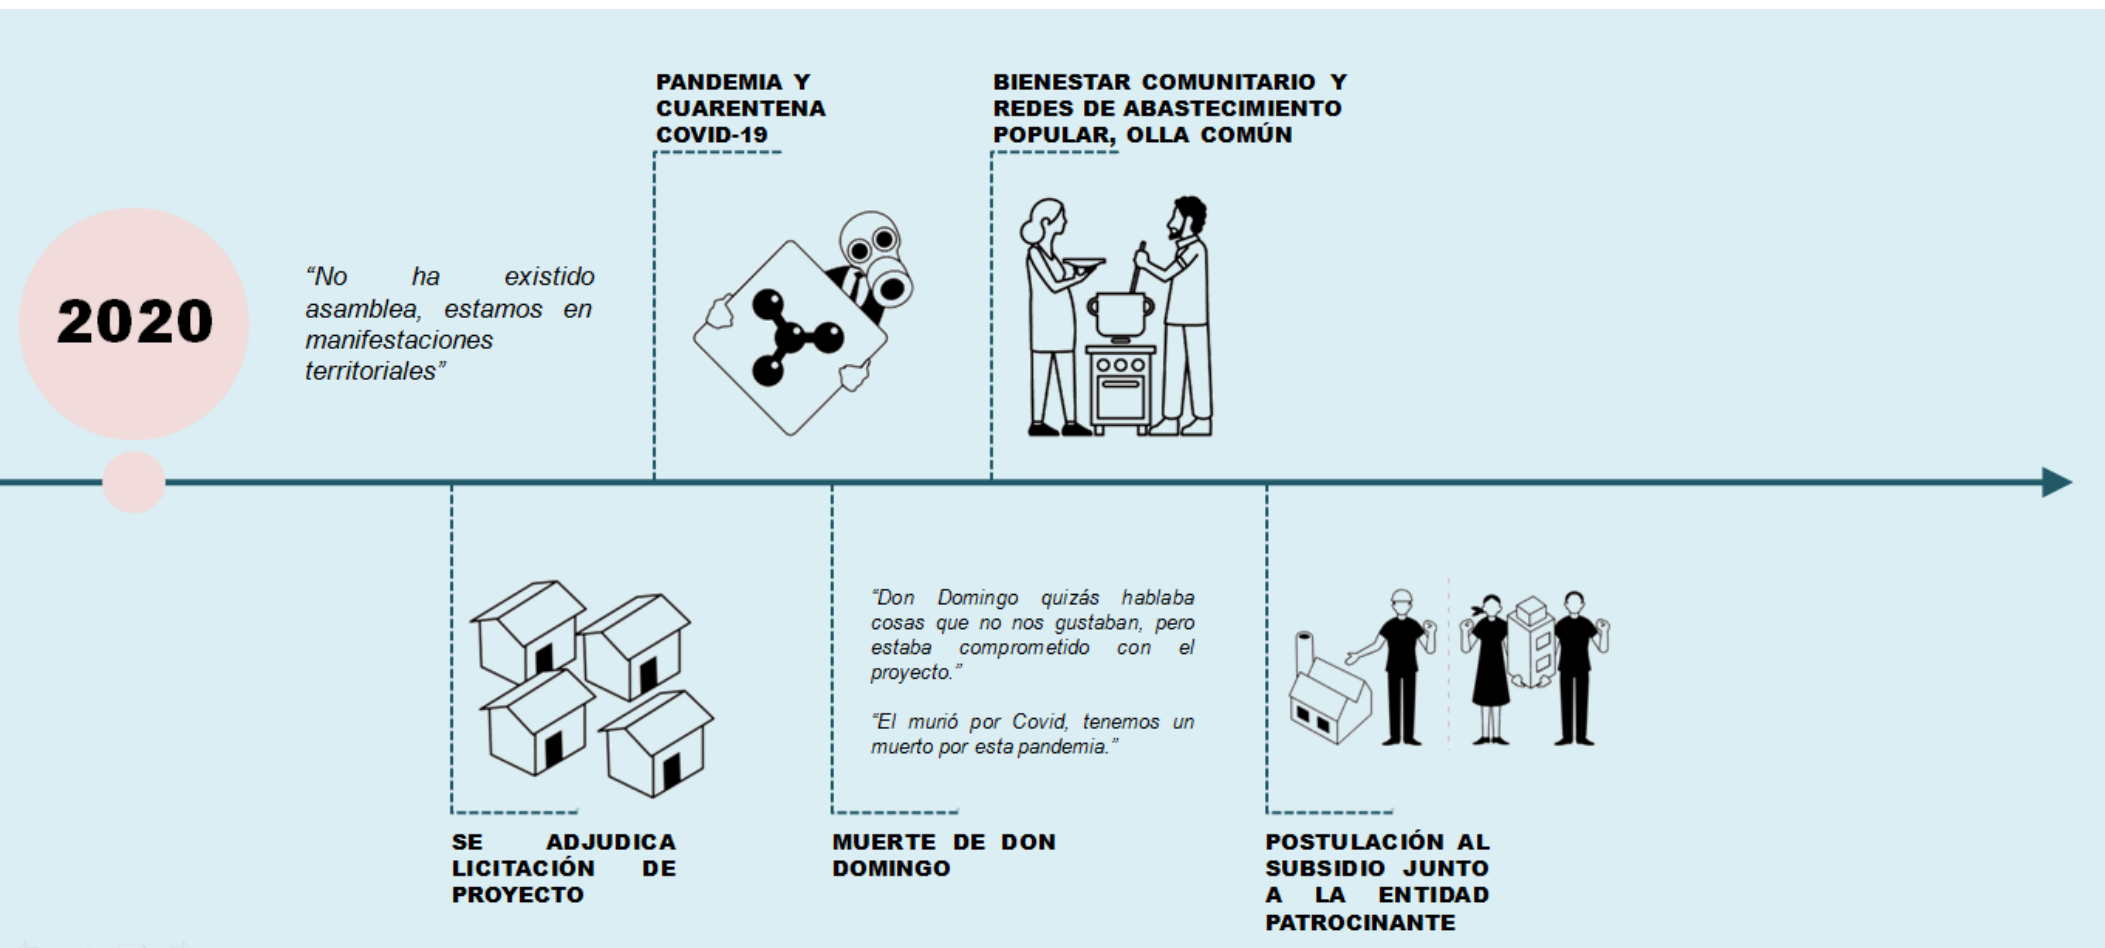 2020
“No ha existido
asamblea, estamos en
manifestaciones
territoriales”
PANDEMIA Y
CUARENTENA
COVID-19
BIENESTAR COMUNITARIO Y
REDES DE ABASTECIMIENTO
POPULAR, OLLA COMÚN
SE ADJUDICA
LICITACIÓN DE
PROYECTO
“Don Domingo quizás hablaba
cosas que no nos gustaban, pero
estaba comprometido con el
proyecto.”
“El murió por Covid, tenemos un
muerto por esta pandemia.”
MUERTE DE DON
DOMINGO
POSTULACIÓN AL
SUBSIDIO JUNTO
A LA ENTIDAD
PATROCINANTE